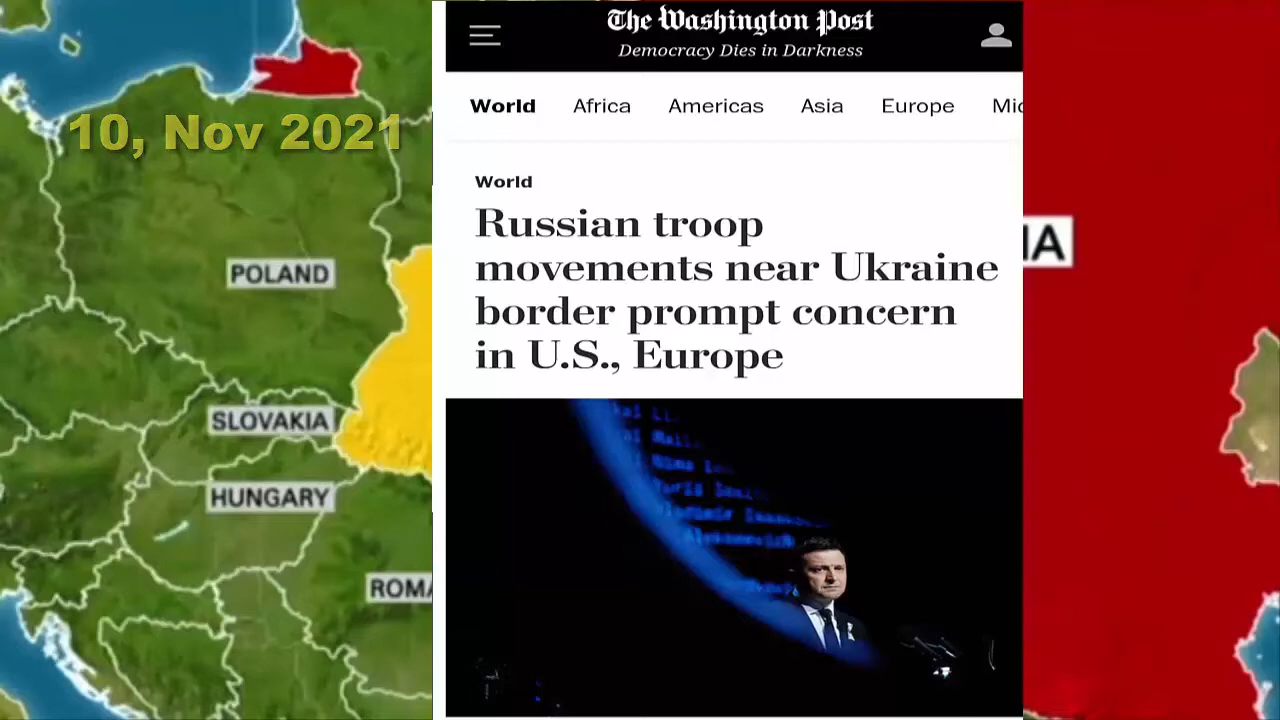 The Washington Post
Democracy Dies in Darkness
World Africa Americas Asia Europe
10, Nov 2021
World
Russian troop
movements near Ukraine
border prompt concern
in U.S., Europe
POLAND
IA
SLOVAKIA
HUNGARY
ROMA